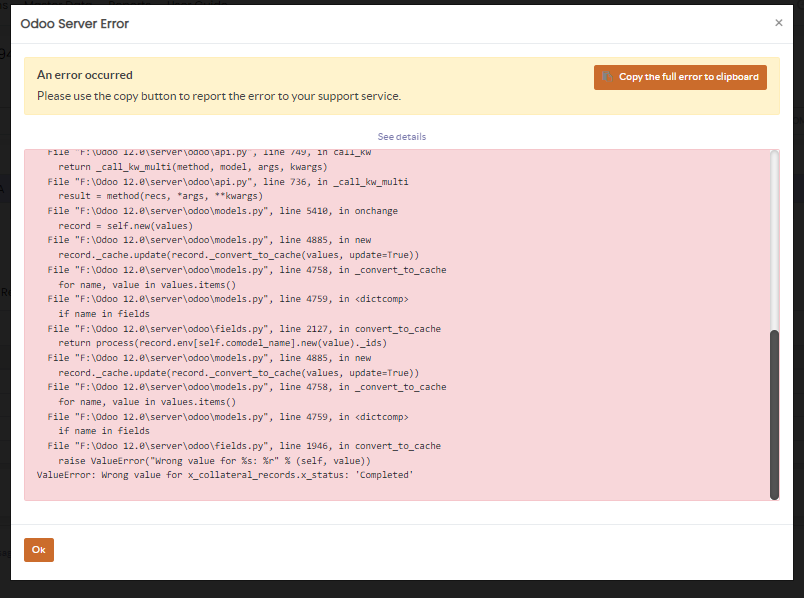 Odoo Server Error
×
An error occurred
Copy the full error to clipboard
Please use the copy button to report the error to your support service.
See details
File "F:\Odoo 12.0\server\odoo\api.py", line 749, in call_kw
return _call_kw_multi(method, model, args, kwargs)
File "F:\Odoo 12.0\server\odoo\api.py", line 736, in _call_kw_multi
result = method(recs, *args, **kwargs)
File "F:\Odoo 12.0\server\odoo\models.py", line 5410, in onchange
record = self.new(values)
File "F:\Odoo 12.0\server\odoo\models.py", line 4885, in new
record._cache.update(record._convert_to_cache(values, update=True))
File "F:\Odoo 12.0\server\odoo\models.py", line 4758, in _convert_to_cache
for name, value in values.items()
File "F:\Odoo 12.0\server\odoo\models.py", line 4759, in <dictcomp>
if name in fields
File "F:\Odoo 12.0\server\odoo\fields.py", line 2127, in convert_to_cache
return process(record.env[self.comodel_name].new(value)._ids)
File "F:\Odoo 12.0\server\odoo\models.py", line 4885, in new
record._cache.update(record._convert_to_cache(values, update=True))
File "F:\Odoo 12.0\server\odoo\models.py", line 4758, in _convert_to_cache
for name, value in values.items()
File "F:\Odoo 12.0\server\odoo\models.py", line 4759, in <dictcomp>
if name in fields
File "F:\Odoo 12.0\server\odoo\fields.py", line 1946, in convert_to_cache
raise ValueError("Wrong value for %s: %r" % (self, value))
ValueError: Wrong value for x_collateral_records.x_status: 'Completed'
Ok